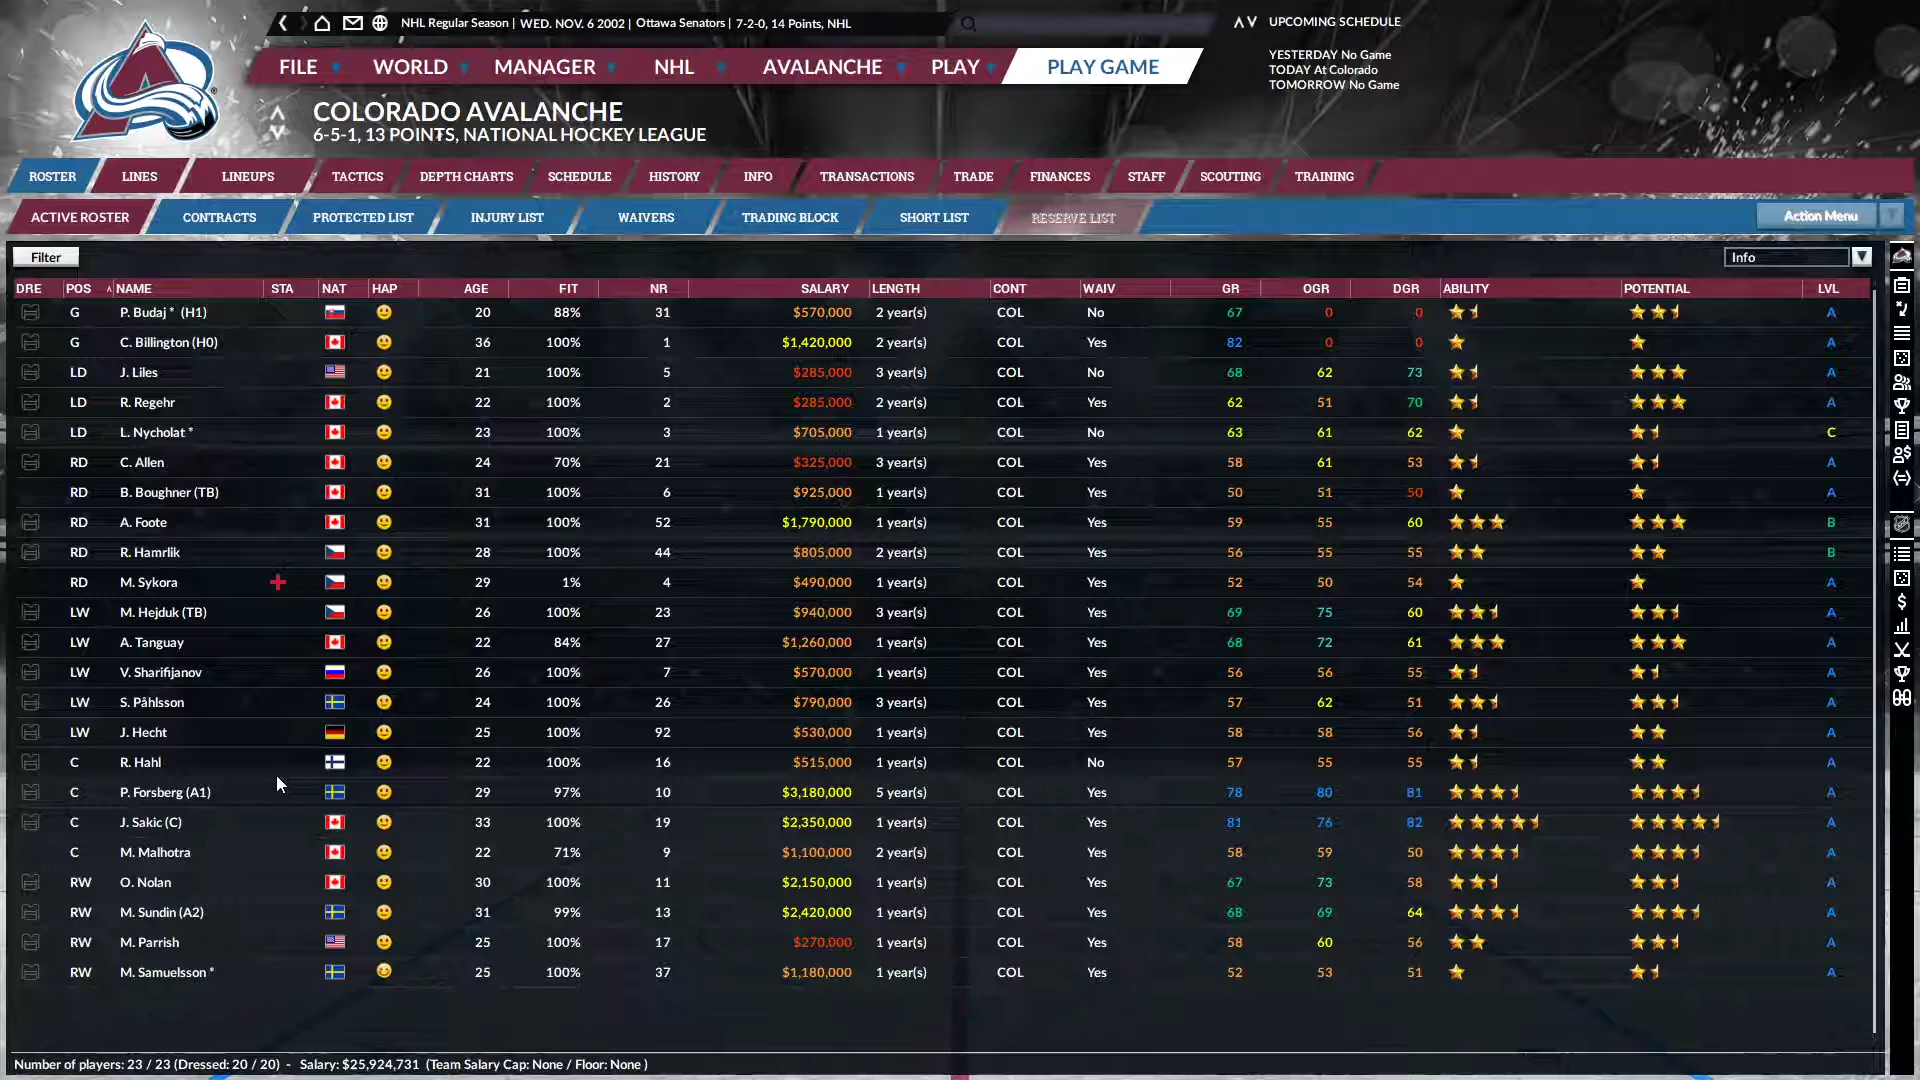 NHL Regular Season | WED. NOV. 6 2002 | Ottawa Senators | 7-2-0, 14 Points, NHL
UPCOMING SCHEDULE
YESTERDAY No Game
TODAY At Colorado
TOMORROW No Game
FILE WORLD MANAGER NHL AVALANCHE PLAY PLAY GAME
COLORADO AVALANCHE
6-5-1, 13 POINTS, NATIONAL HOCKEY LEAGUE
ROSTER LINES LINEUPS TACTICS DEPTH CHARTS SCHEDULE HISTORY INFO TRANSACTIONS TRADE FINANCES STAFF SCOUTING TRAINING
ACTIVE ROSTER CONTRACTS PROTECTED LIST INJURY LIST WAIVERS TRADING BLOCK SHORT LIST RESERVE LIST Action Menu
Filter Info
DRE POS NAME STA NAT HAP AGE FIT NR SALARY LENGTH CONT WAIV GR OGR DGR ABILITY POTENTIAL LVL
G P. Budaj * (H1) 20 88% 31 $570,000 2 year(s) COL No 67 0 0 A
G C. Billington (H0) 36 100% 1 $1,420,000 2 year(s) COL Yes 82 0 0 A
LD J. Liles 21 100% 5 $285,000 3 year(s) COL No 68 62 73 A
LD R. Regehr 22 100% 2 $285,000 2 year(s) COL Yes 62 51 70 A
LD L. Nycholat * 23 100% 3 $705,000 1 year(s) COL No 63 61 62 C
RD C. Allen 24 70% 21 $325,000 3 year(s) COL Yes 58 61 53 A
RD B. Boughner (TB) 31 100% 6 $925,000 1 year(s) COL Yes 50 51 50 A
RD A. Foote 31 100% 52 $1,790,000 1 year(s) COL Yes 59 55 60 B
RD R. Hamrlik 28 100% 44 $805,000 2 year(s) COL Yes 56 55 55 B
RD M. Sykora 29 1% 4 $490,000 1 year(s) COL Yes 52 50 54 A
LW M. Hejduk (TB) 26 100% 23 $940,000 3 year(s) COL Yes 69 75 60 A
LW A. Tanguay 22 84% 27 $1,260,000 1 year(s) COL Yes 68 72 61 A
LW V. Sharifijanov 26 100% 7 $570,000 1 year(s) COL Yes 56 56 55 A
LW S. Påhlsson 24 100% 26 $790,000 3 year(s) COL Yes 57 62 51 A
LW J. Hecht 25 100% 92 $530,000 1 year(s) COL Yes 58 58 56 A
C R. Hahl 22 100% 16 $515,000 1 year(s) COL No 57 55 55 A
C P. Forsberg (A1) 29 97% 10 $3,180,000 5 year(s) COL Yes 78 80 81 A
C J. Sakic (C) 33 100% 19 $2,350,000 1 year(s) COL Yes 81 76 82 A
C M. Malhotra 22 71% 9 $1,100,000 2 year(s) COL Yes 58 59 50 A
RW O. Nolan 30 100% 11 $2,150,000 1 year(s) COL Yes 67 73 58 A
RW M. Sundin (A2) 31 99% 13 $2,420,000 1 year(s) COL Yes 68 69 64 A
RW M. Parrish 25 100% 17 $270,000 1 year(s) COL Yes 58 60 56 A
RW M. Samuelsson * 25 100% 37 $1,180,000 1 year(s) COL Yes 52 53 51 A
Number of players: 23 / 23 (Dressed: 20 / 20) - Salary: $25,924,731 (Team Salary Cap: None / Floor: None )